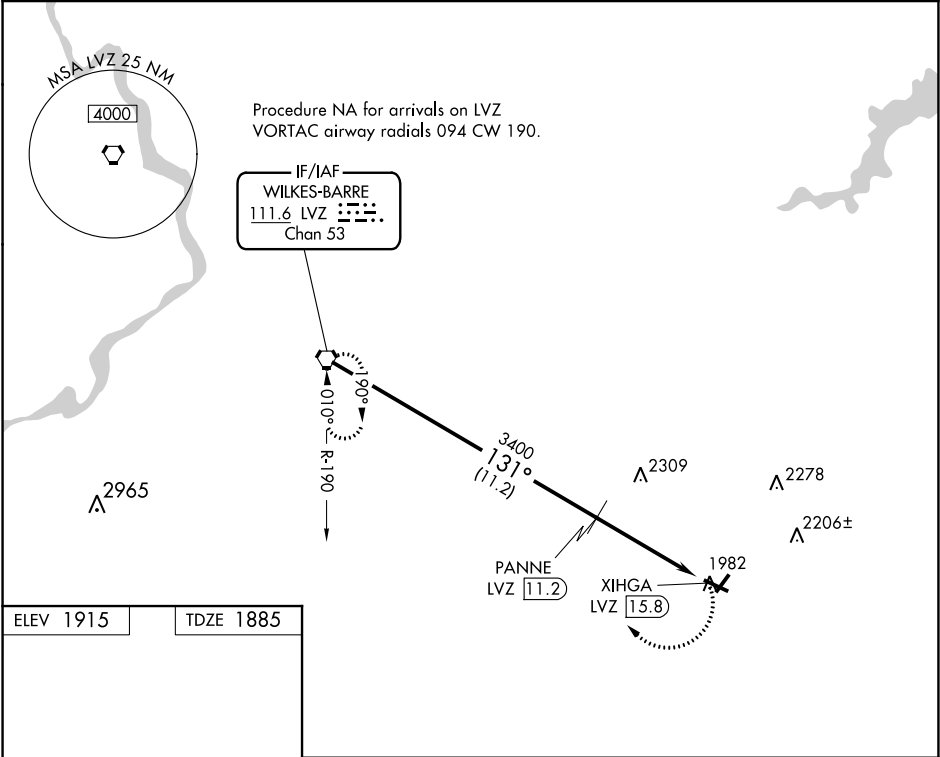 MSA LVZ 25 NM
4000
Procedure NA for arrivals on LVZ
VORTAC airway radials 094 CW 190.
IF/IAF
WILKES-BARRE
111.6 LVZ
Chan 53
190°
010°
R-190
3400
131°
(11.2)
2309
2278
2965
2206±
PANNE
LVZ 11.2
1982
XIHGA
LVZ 15.8
ELEV 1915
TDZE 1885